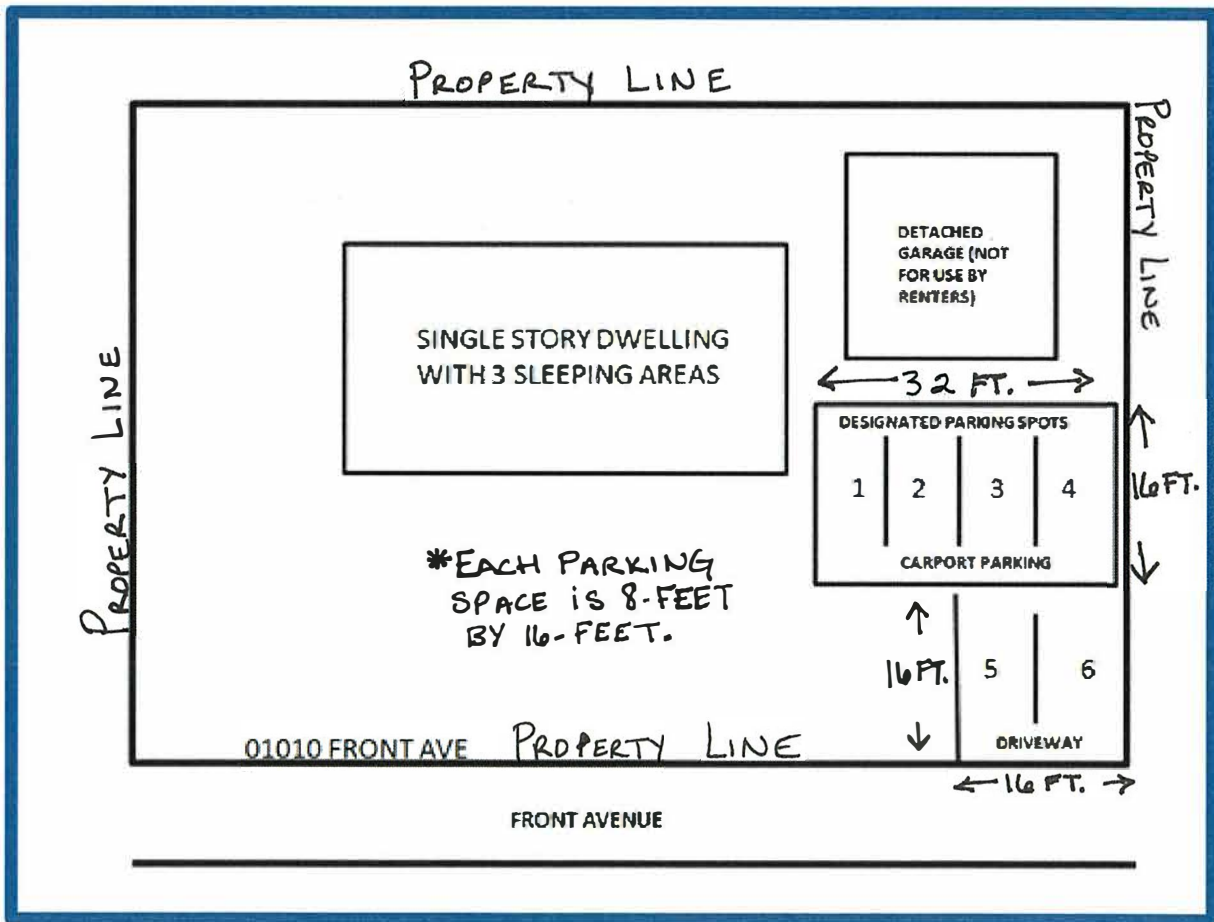 PROPERTY LINE
PROPERTY LINE
DETACHED
GARAGE (NOT
FOR USE BY
RENTERS)
SINGLE STORY DWELLING
WITH 3 SLEEPING AREAS
PROPERTY LINE
32 FT.
DESIGNATED PARKING SPOTS
1 2 3 4
16 FT.
CARPORT PARKING
*EACH PARKING
SPACE iS 8-FEET
BY 16-FEET.
16 FT.
5 6
DRIVEWAY
01010 FRONT AVE PROPERTY LINE
16 FT.
FRONT AVENUE